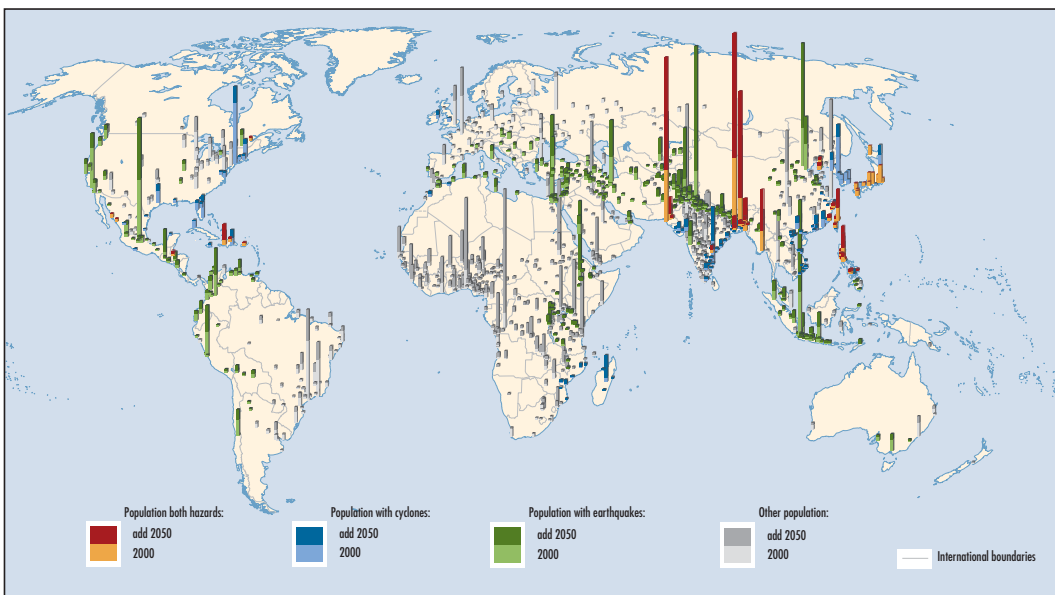 Population both hazards:
add 2050
2000
Population with cyclones:
add 2050
2000
Population with earthquakes:
add 2050
2000
Other population:
add 2050
2000
International boundaries